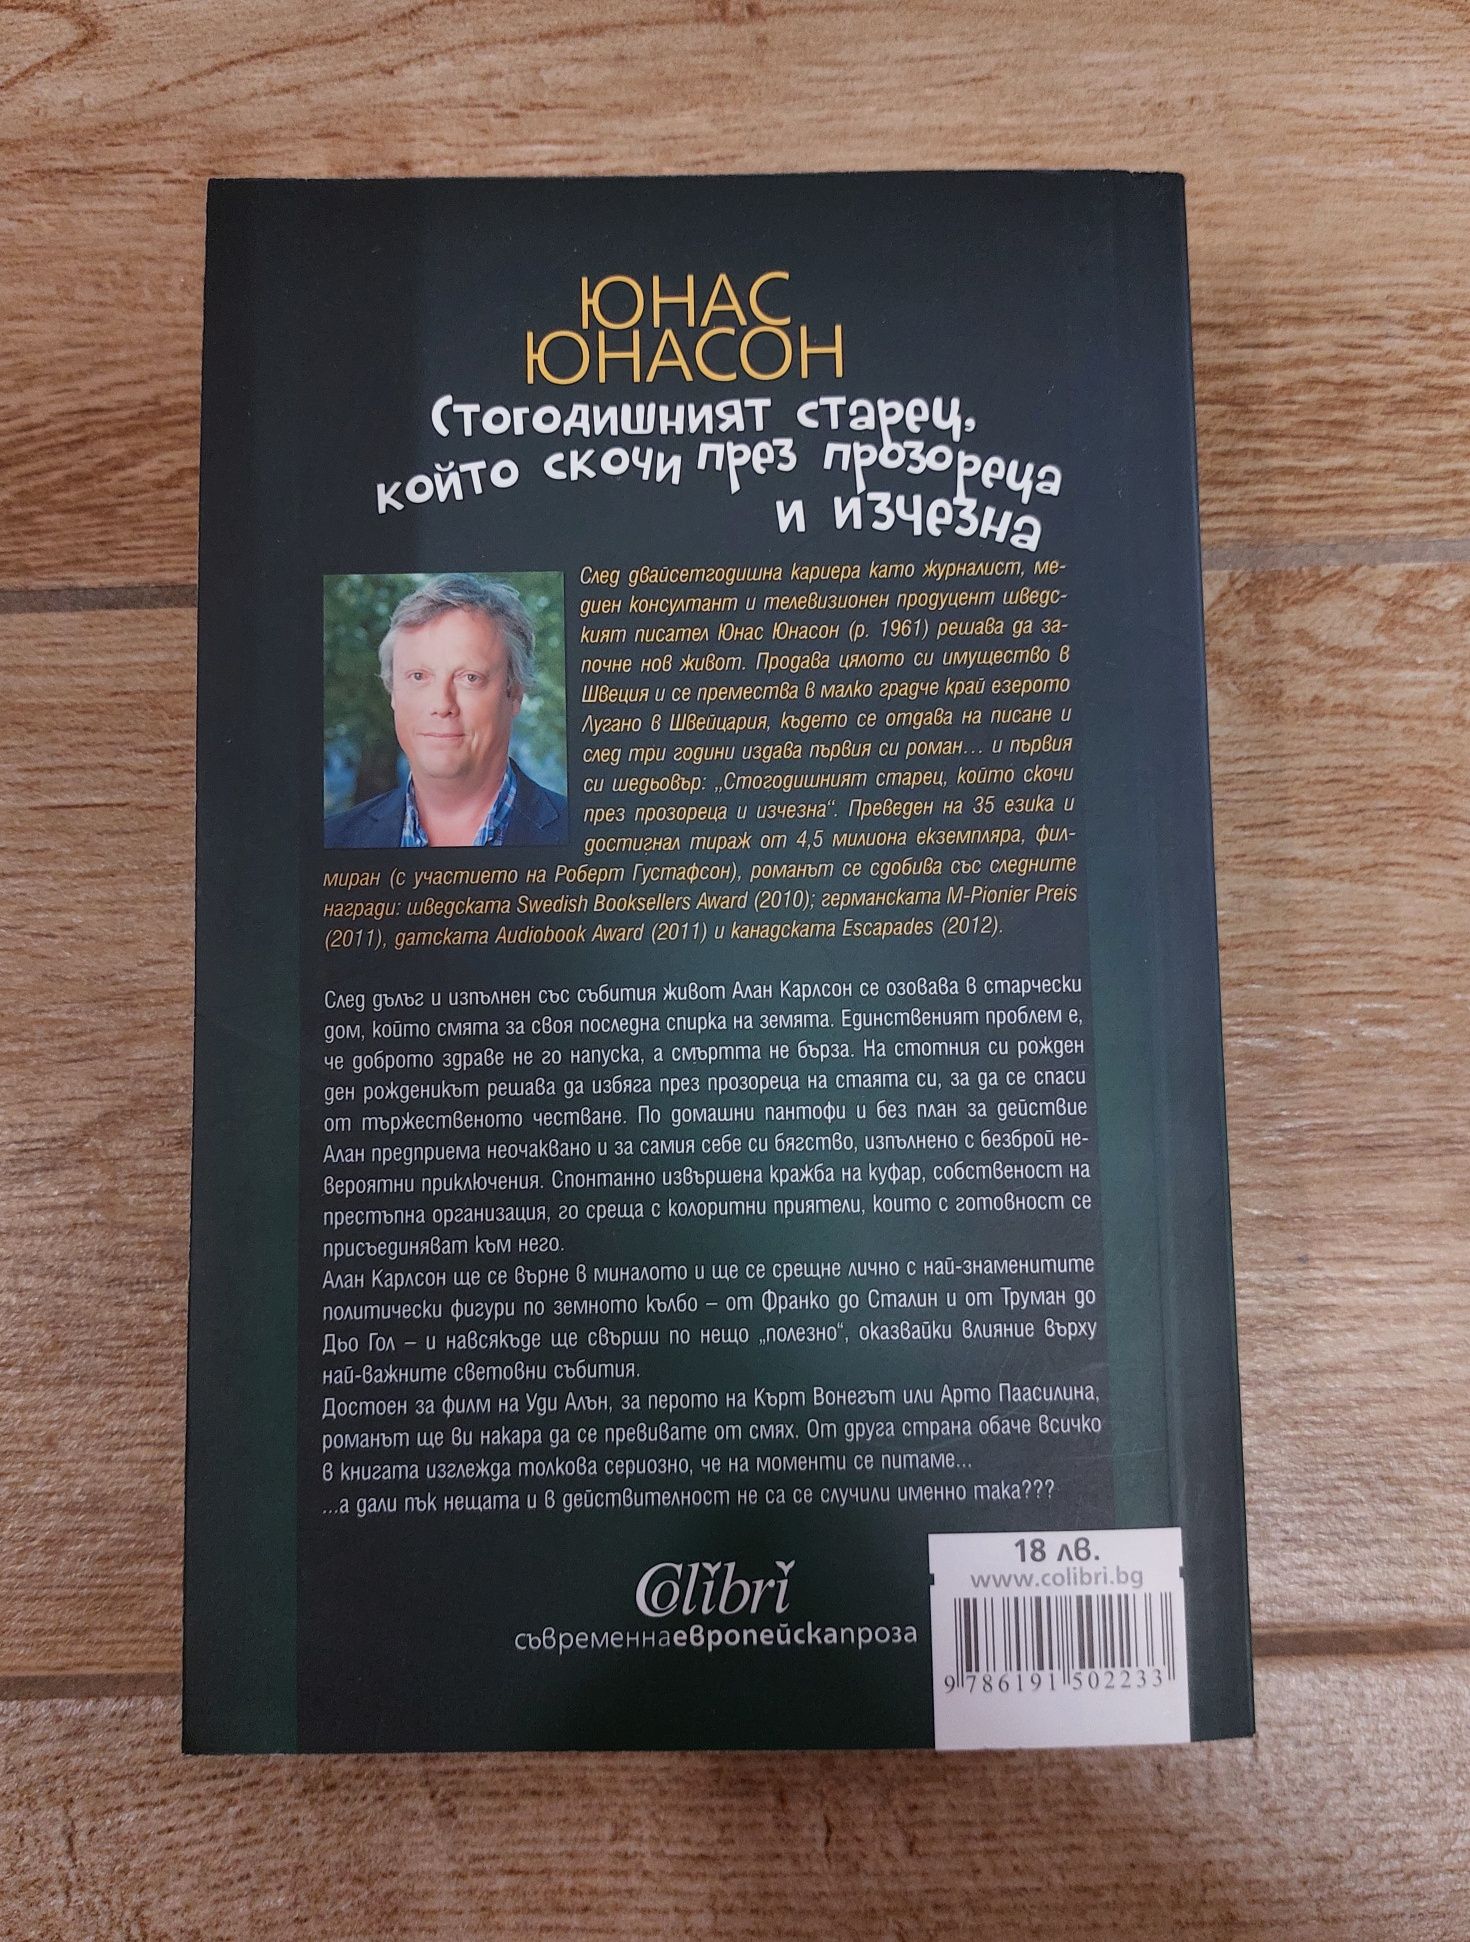 ЮНАС
ЮНАСОН
Стогодишният старец,
който скочи през прозореца
и изчезна
След двайсетгодишна кариера като журналист, ме-
диен консултант и телевизионен продуцент шведс-
кият писател Юнас Юнасон (р. 1961) решава да за-
почне нов живот. Продава цялото си имущество в
Швеция и се премества в малко градче край езерото
Лугано в Швейцария, където се отдава на писане и
след три години издава първия си роман... и първия
си шедьовър: „Стогодишният старец, който скочи
през прозореца и изчезна“. Преведен на 35 езика и
достигнал тираж от 4,5 милиона екземпляра, фил-
миран (с участието на Роберт Густафсон), романът се сдобива със следните
награди: шведската Swedish Booksellers Award (2010); германската M-Pionier Preis
(2011), датската Audiobook Award (2011) и канадската Escapades (2012).
След дълъг и изпълнен със събития живот Алан Карлсон се озовава в старчески
дом, който смята за своя последна спирка на земята. Единственият проблем е,
че доброто здраве не го напуска, а смъртта не бърза. На стотния си рожден
ден рожденикът решава да избяга през прозореца на стаята си, за да се спаси
от тържественото честване. По домашни пантофи и без план за действие
Алан предприема неочаквано и за самия себе си бягство, изпълнено с безброй не-
вероятни приключения. Спонтанно извършена кражба на куфар, собственост на
престъпна организация, го среща с колоритни приятели, които с готовност се
присъединяват към него.
Алан Карлсон ще се върне в миналото и ще се срещне лично с най-знаменитите
политически фигури по земното кълбо – от Франко до Сталин и от Труман до
Дьо Гол – и навсякъде ще свърши по нещо „полезно“, оказвайки влияние върху
най-важните световни събития.
Достоен за филм на Уди Алън, за перото на Кърт Вонегът или Арто Паасилина,
романът ще ви накара да се превивате от смях. От друга страна обаче всичко
в книгата изглежда толкова сериозно, че на моменти се питаме...
...а дали пък нещата и в действителност не са се случили именно така???
18 лв.
www.colibri.bg
Colibri
съвременнаевропейскапроза
9 786191 502233